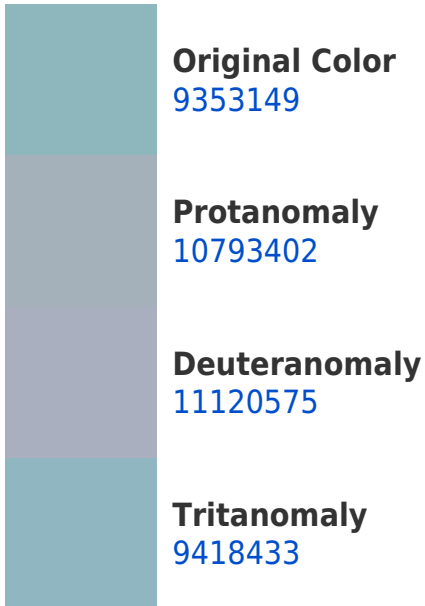 Original Color
9353149
Protanomaly
10793402
Deuteranomaly
11120575
Tritanomaly
9418433